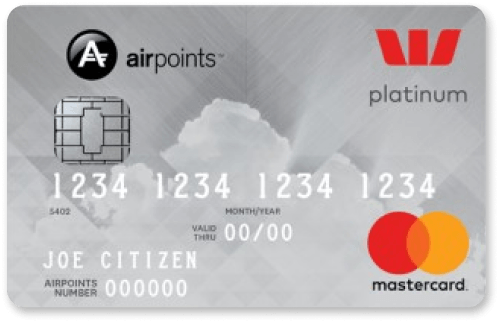 airpoints™
platinum
1234 1234 1234 1234
5402
MONTH/YEAR
VALID
THRU 00/00
JOE CITIZEN
AIRPOINTS
NUMBER 000000
mastercard.